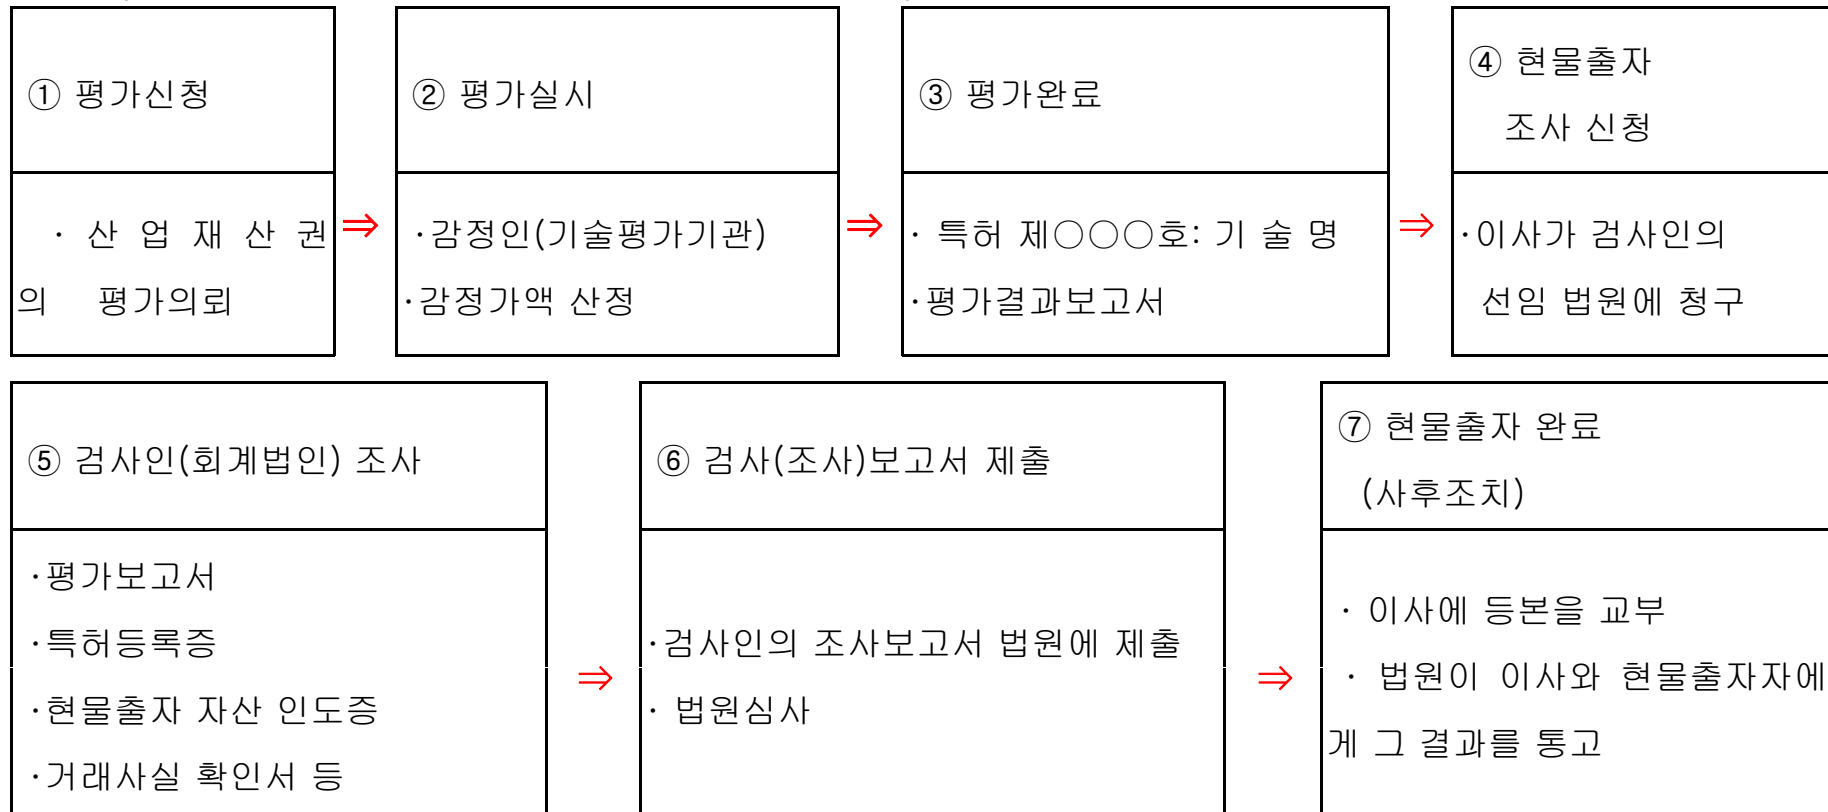 ① 평가신청
· 산 업 재 산 권
의 평가의뢰
⇒
② 평가실시
·감정인(기술평가기관)
·감정가액 산정
⇒
③ 평가완료
· 특허 제○○○호: 기 술 명
·평가결과보고서
⇒
④ 현물출자
조사 신청
·이사가 검사인의
선임 법원에 청구
⑤ 검사인(회계법인) 조사
·평가보고서
·특허등록증
·현물출자 자산 인도증
·거래사실 확인서 등
⇒
⑥ 검사(조사)보고서 제출
·검사인의 조사보고서 법원에 제출
· 법원심사
⇒
⑦ 현물출자 완료
(사후조치)
· 이사에 등본을 교부
· 법원이 이사와 현물출자자에
게 그 결과를 통고